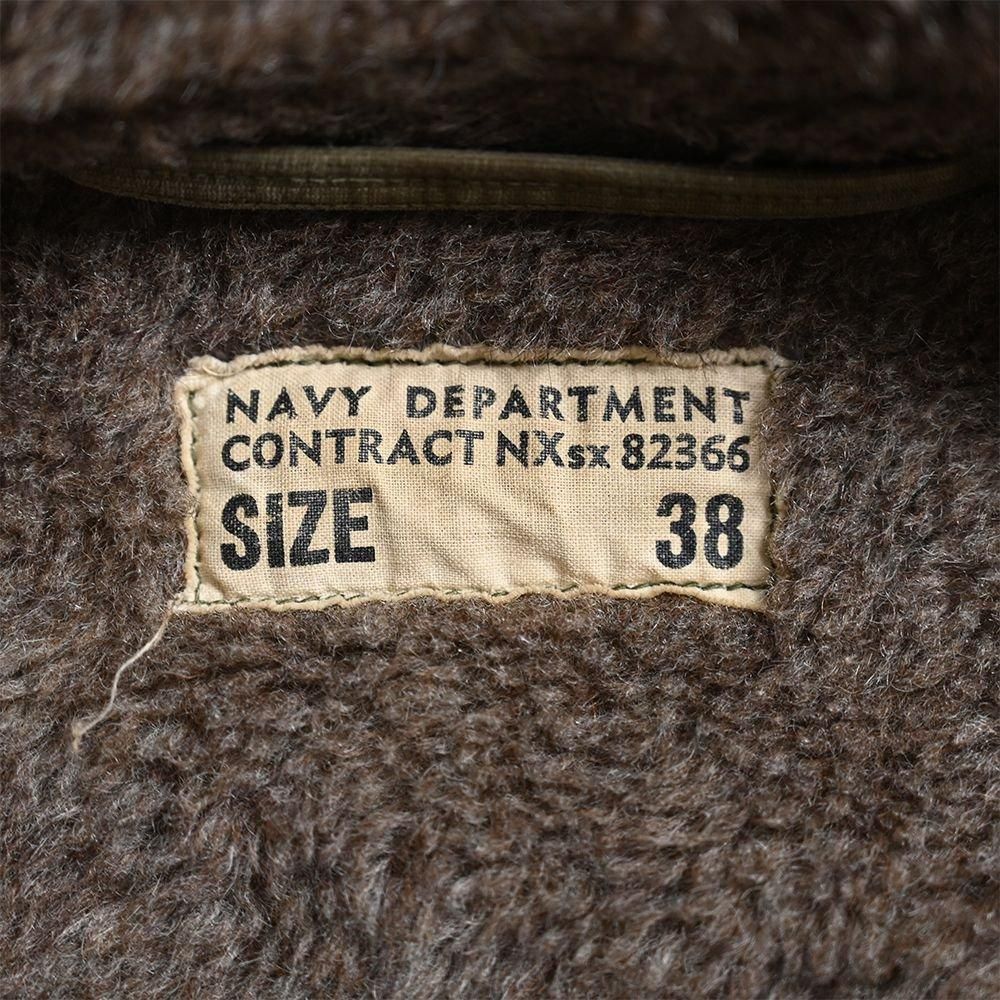 NAVY DEPARTMENT
CONTRACT NXsx 82366
SIZE 38